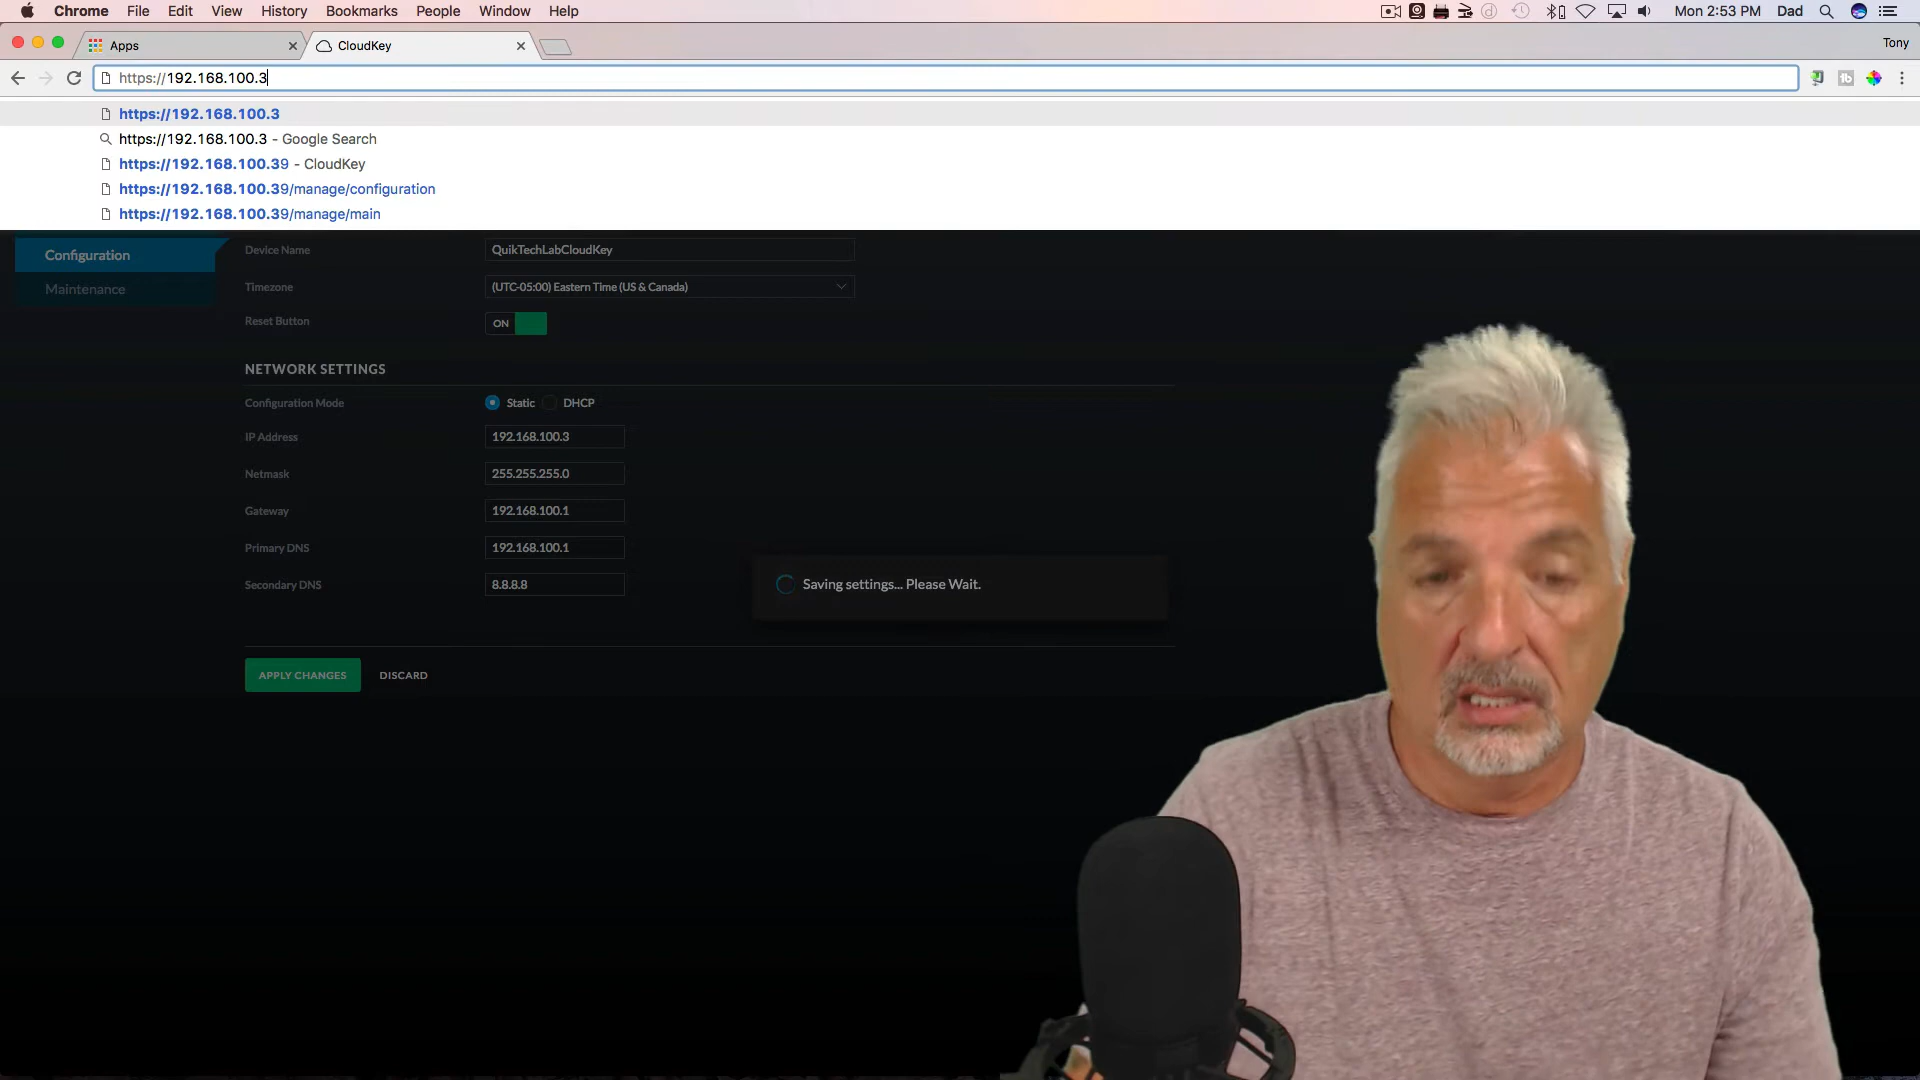 Chrome File Edit View History Bookmarks People Window Help Mon 2:53 PM Dad
Apps CloudKey Tony
https://192.168.100.3
https://192.168.100.3
https://192.168.100.3 - Google Search
https://192.168.100.39 - CloudKey
https://192.168.100.39/manage/configuration
https://192.168.100.39/manage/main
Configuration
Maintenance
Device Name QuikTechLabCloudKey
Timezone (UTC-05:00) Eastern Time (US & Canada)
Reset Button ON
NETWORK SETTINGS
Configuration Mode Static DHCP
IP Address 192.168.100.3
Netmask 255.255.255.0
Gateway 192.168.100.1
Primary DNS 192.168.100.1
Secondary DNS 8.8.8.8
Saving settings... Please Wait.
APPLY CHANGES DISCARD